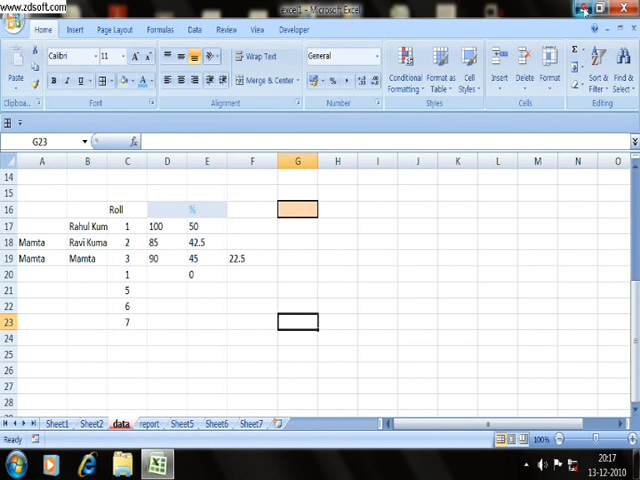 www.zdsoft.com
excel1 - Microsoft Excel
Home Insert Page Layout Formulas Data Review View Developer
Paste
Calibri 11
Wrap Text
General
Conditional Formatting
Format as Table
Cell Styles
Insert Delete Format
Sort & Filter
Find & Select
B I U
Merge & Center
Clipboard Font Alignment Number Styles Cells Editing
G23 fx
A B C D E F G H I J K L M N O
14
15
16 Roll %
17 Rahul Kum 1 100 50
18 Mamta Ravi Kuma 2 85 42.5
19 Mamta Mamta 3 90 45 22.5
20 1 0
21 5
22 6
23 7
24
25
26
27
28
Sheet1 Sheet2 data report Sheet5 Sheet6 Sheet7
Ready 100%
20:17
13-12-2010